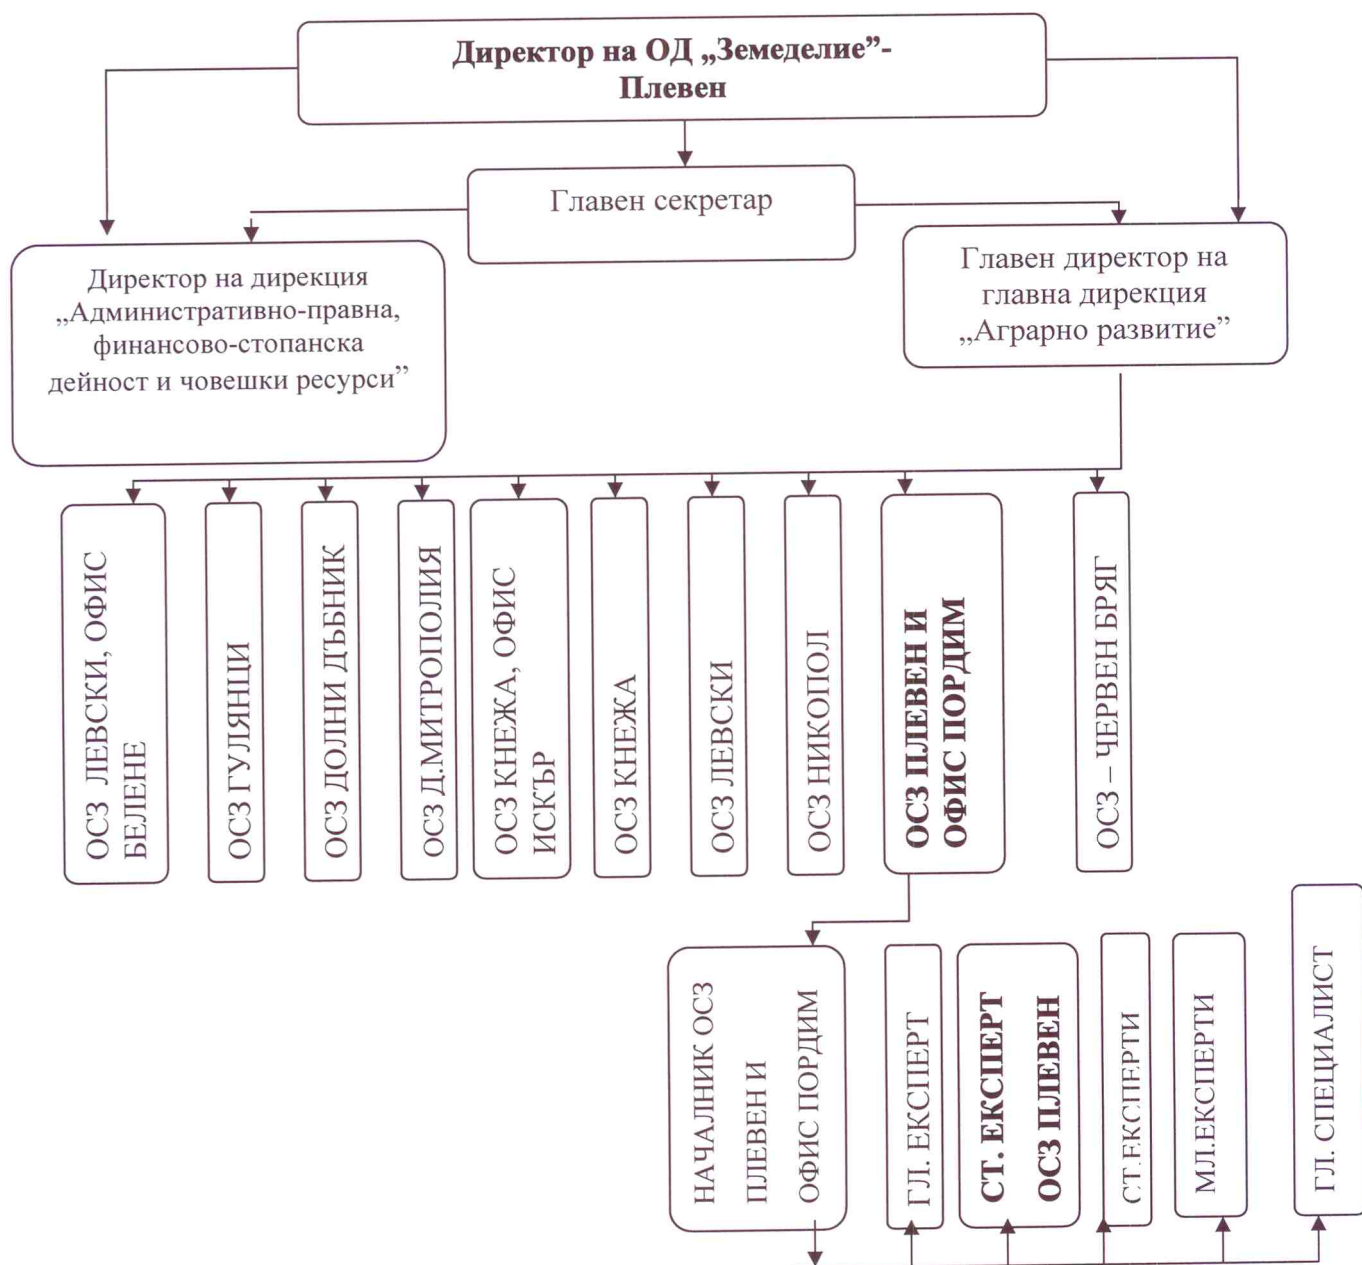 Директор на ОД „Земеделие”-
Плевен
Главен секретар
Директор на дирекция
„Административно-правна,
финансово-стопанска
дейност и човешки ресурси”
Главен директор на
главна дирекция
„Аграрно развитие”
ОСЗ ЛЕВСКИ, ОФИС
БЕЛЕНЕ
ОСЗ ГУЛЯНЦИ
ОСЗ ДОЛНИ ДЪБНИК
ОСЗ Д.МИТРОПОЛИЯ
ОСЗ КНЕЖА, ОФИС
ИСКЪР
ОСЗ КНЕЖА
ОСЗ ЛЕВСКИ
ОСЗ НИКОПОЛ
ОСЗ ПЛЕВЕН И
ОФИС ПОРДИМ
ОСЗ – ЧЕРВЕН БРЯГ
НАЧАЛНИК ОСЗ
ПЛЕВЕН И
ОФИС ПОРДИМ
ГЛ. ЕКСПЕРТ
СТ. ЕКСПЕРТ
ОСЗ ПЛЕВЕН
СТ.ЕКСПЕРТИ
МЛ.ЕКСПЕРТИ
ГЛ. СПЕЦИАЛИСТ